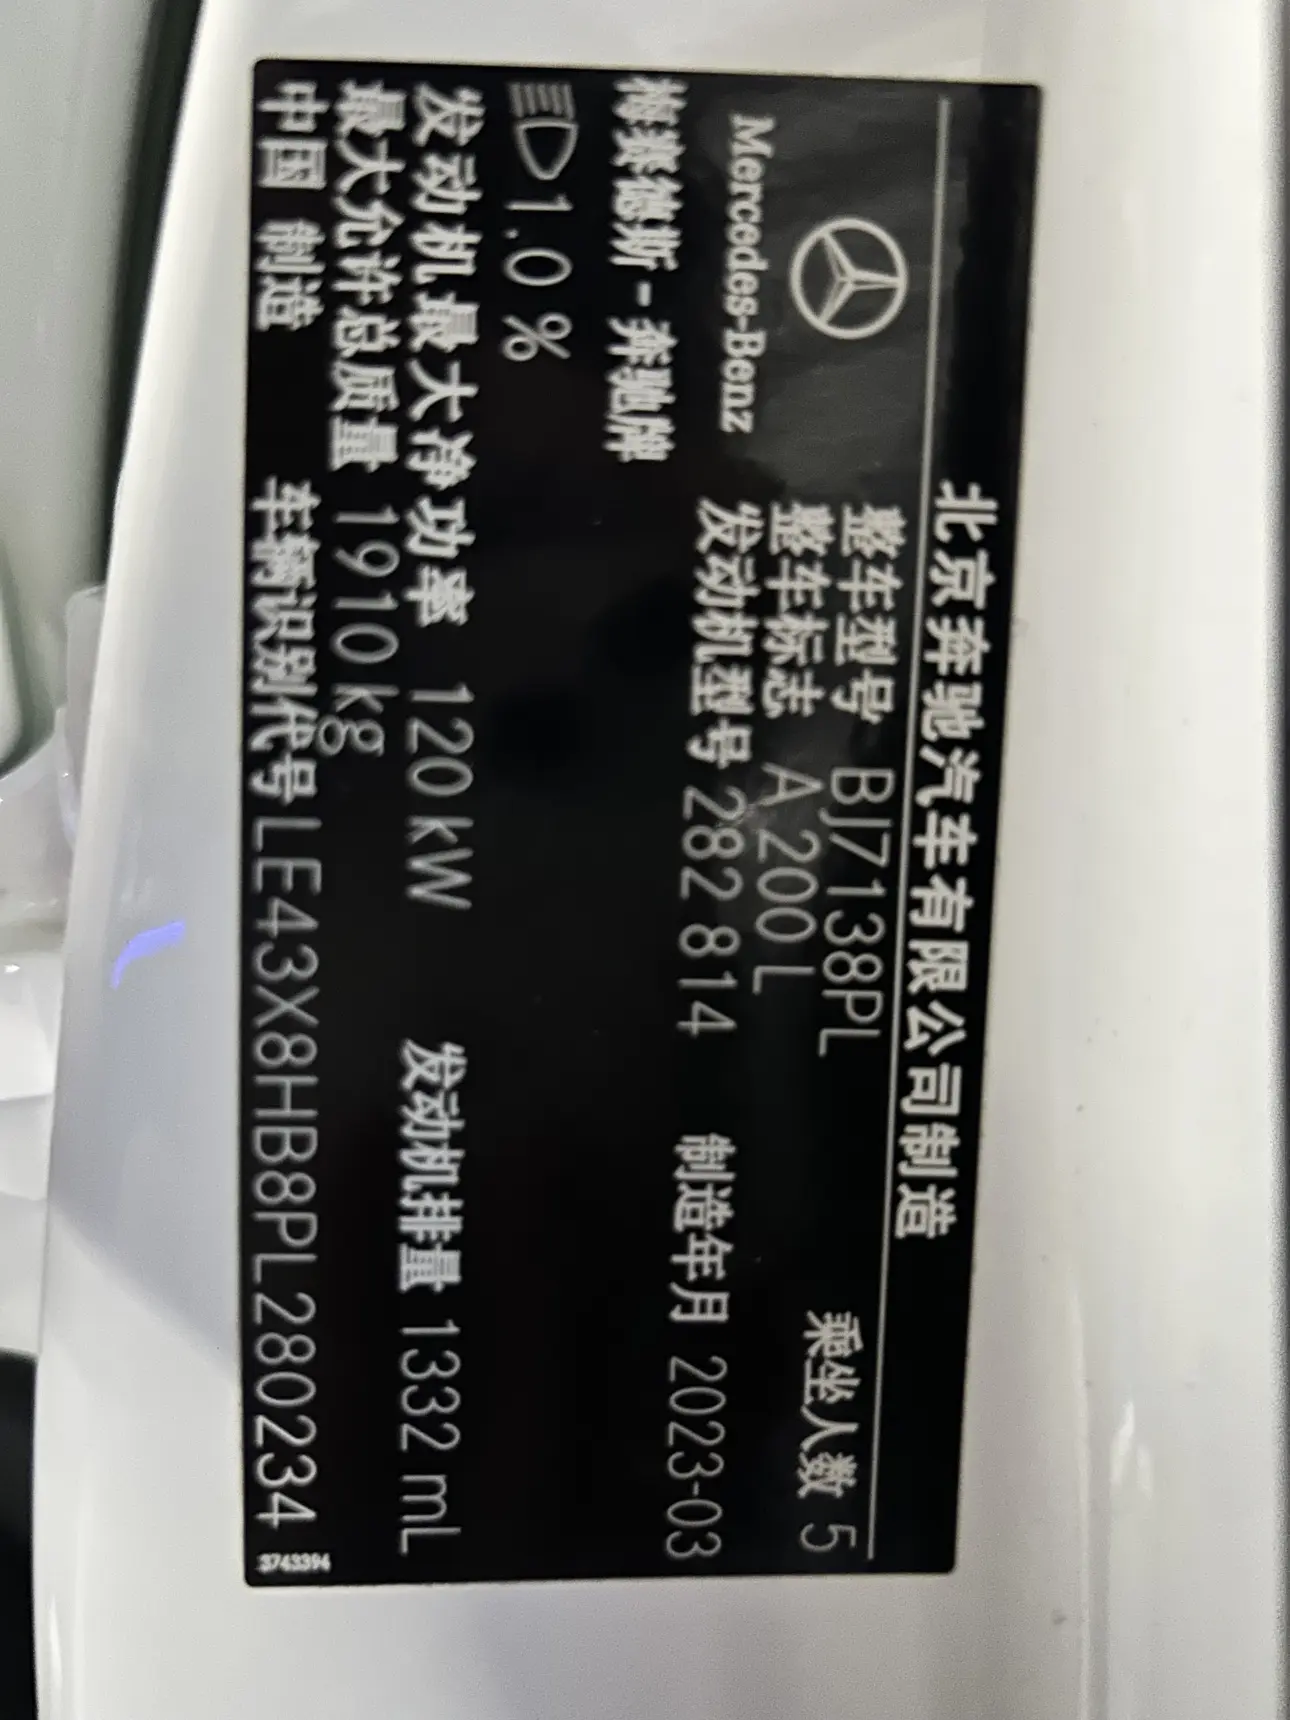 北京奔驰汽车有限公司制造
Mercedes-Benz
整车型号 BJ7138PL 乘坐人数 5
整车标志 A 200 L
发动机型号 282 814 制造年月 2023-03
梅赛德斯-奔驰牌
1.0 %
发动机最大净功率 120 kW 发动机排量 1332 mL
最大允许总质量 1910 kg
中国 制造 车辆识别代号 LE43X8HB8PL280234
3743394